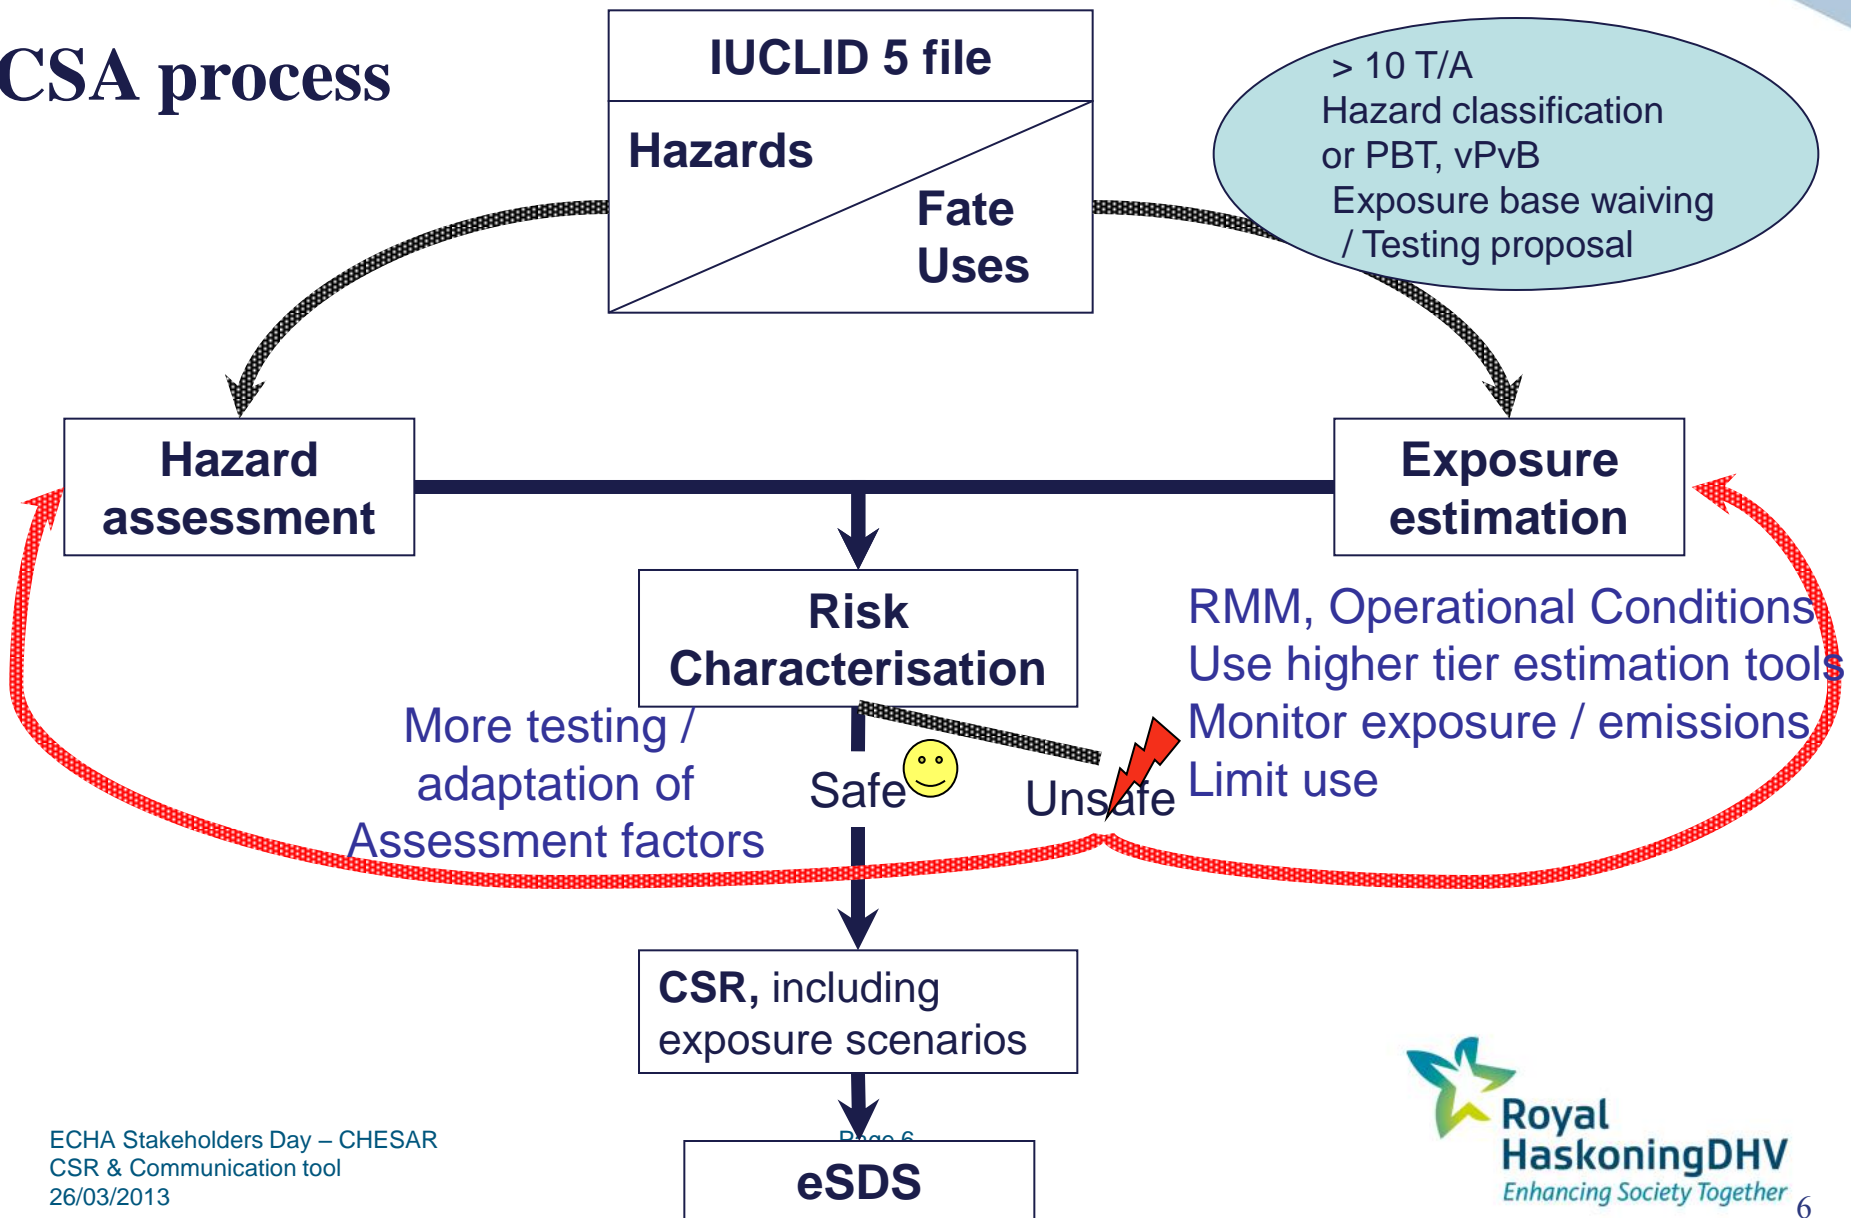 CSA process
IUCLID 5 file
Hazards
Fate
Uses
> 10 T/A
Hazard classification
or PBT, vPvB
Exposure base waiving
/ Testing proposal
Hazard
assessment
Exposure
estimation
Risk
Characterisation
RMM, Operational Conditions
Use higher tier estimation tools
Monitor exposure / emissions
Limit use
More testing /
adaptation of
Assessment factors
Safe
Unsafe
CSR, including
exposure scenarios
eSDS
ECHA Stakeholders Day – CHESAR
CSR & Communication tool
26/03/2013
Page 6
Royal
HaskoningDHV
Enhancing Society Together
6